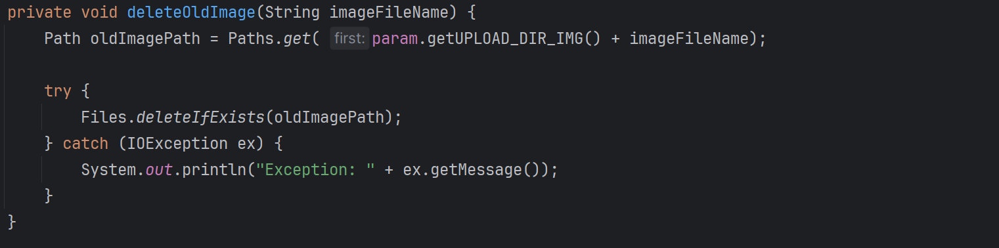 private void deleteOldImage(String imageFileName) {
    Path oldImagePath = Paths.get( first: param.getUPLOAD_DIR_IMG() + imageFileName);

    try {
        Files.deleteIfExists(oldImagePath);
    } catch (IOException ex) {
        System.out.println("Exception: " + ex.getMessage());
    }
}